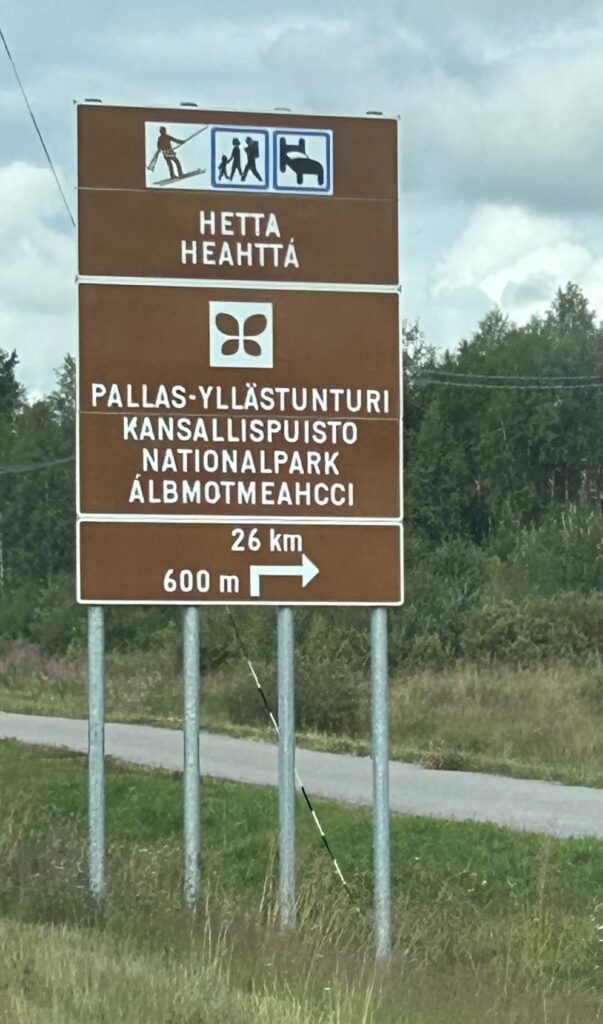 HETTA
HEAHTTÁ
PALLAS-YLLÄSTUNTURI
KANSALLISPUISTO
NATIONALPARK
ÁLBMOTMEAHCCI
26 km
600 m